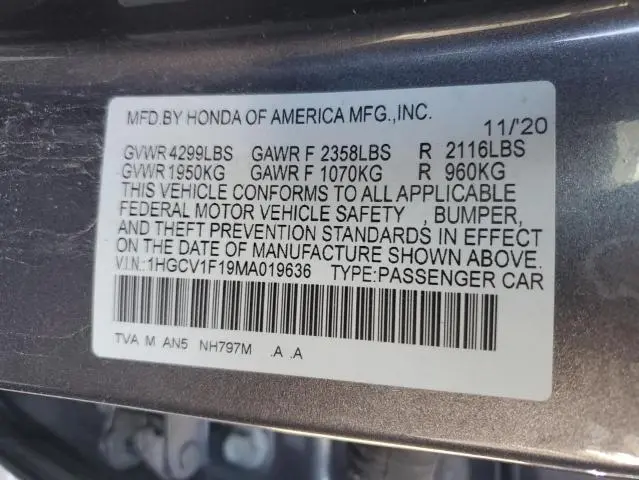 MFD.BY HONDA OF AMERICA MFG.,INC.
11/'20
GVWR 4299LBS GAWR F 2358LBS R 2116LBS
GVWR 1950KG GAWR F 1070KG R 960KG
THIS VEHICLE CONFORMS TO ALL APPLICABLE
FEDERAL MOTOR VEHICLE SAFETY , BUMPER,
AND THEFT PREVENTION STANDARDS IN EFFECT
ON THE DATE OF MANUFACTURE SHOWN ABOVE.
V.I.N.:1HGCV1F19MA019636 TYPE:PASSENGER CAR
TVA M AN5 NH797M .A .A